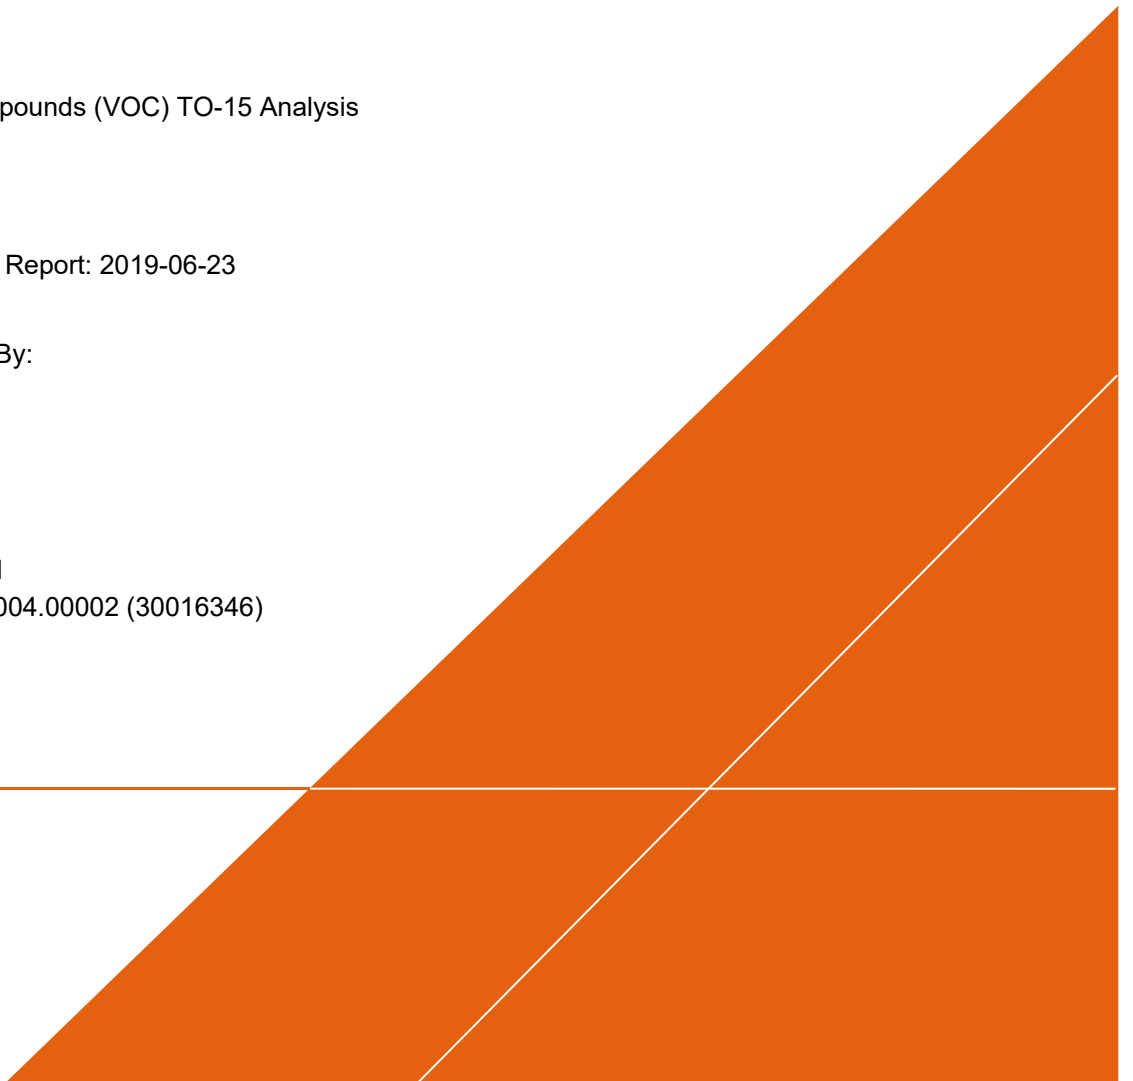 pounds (VOC) TO-15 Analysis
Report: 2019-06-23
By:
004.00002 (30016346)